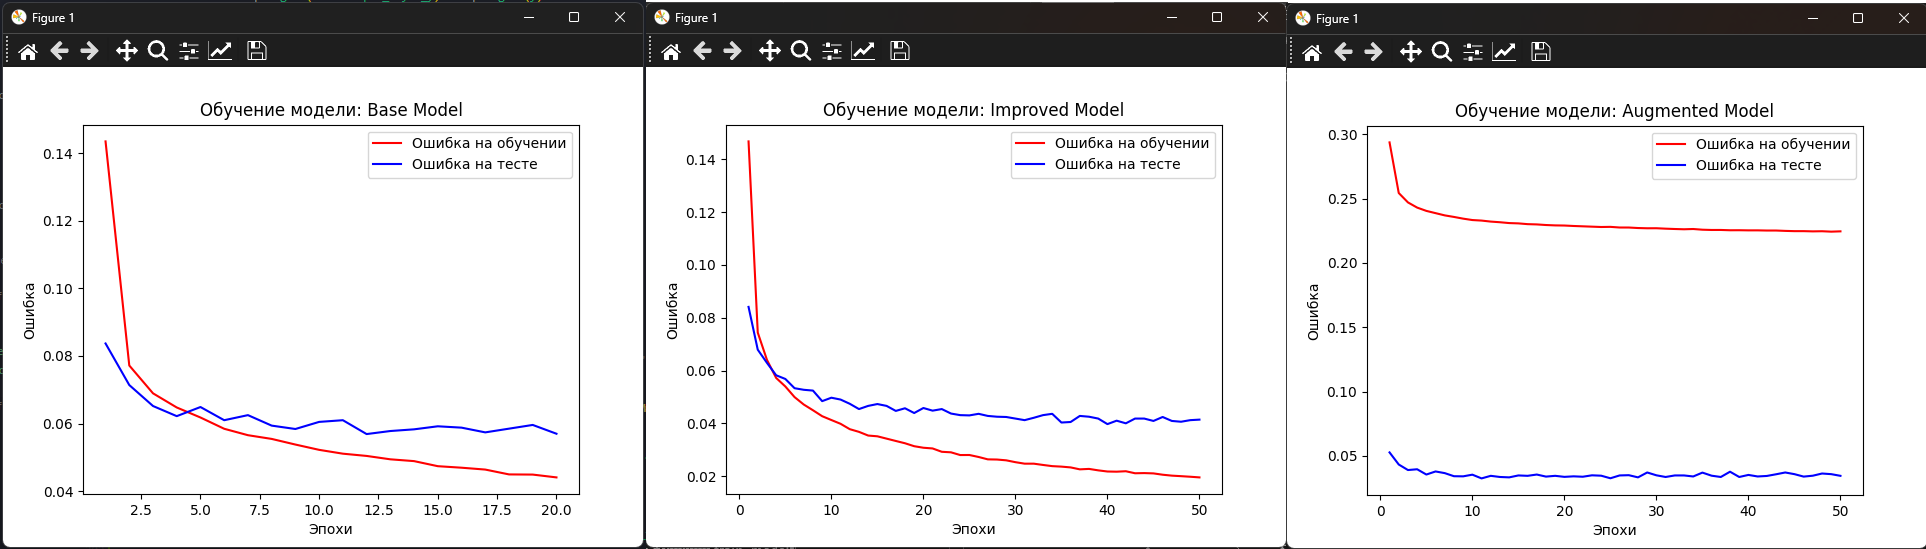 Figure 1
Обучение модели: Base Model
Ошибка на обучении
Ошибка на тесте
0.14
0.12
0.10
0.08
0.06
0.04
Ошибка
2.5 5.0 7.5 10.0 12.5 15.0 17.5 20.0
Эпохи
Figure 1
Обучение модели: Improved Model
Ошибка на обучении
Ошибка на тесте
0.14
0.12
0.10
0.08
0.06
0.04
0.02
Ошибка
0 10 20 30 40 50
Эпохи
Figure 1
Обучение модели: Augmented Model
Ошибка на обучении
Ошибка на тесте
0.30
0.25
0.20
0.15
0.10
0.05
Ошибка
0 10 20 30 40 50
Эпохи